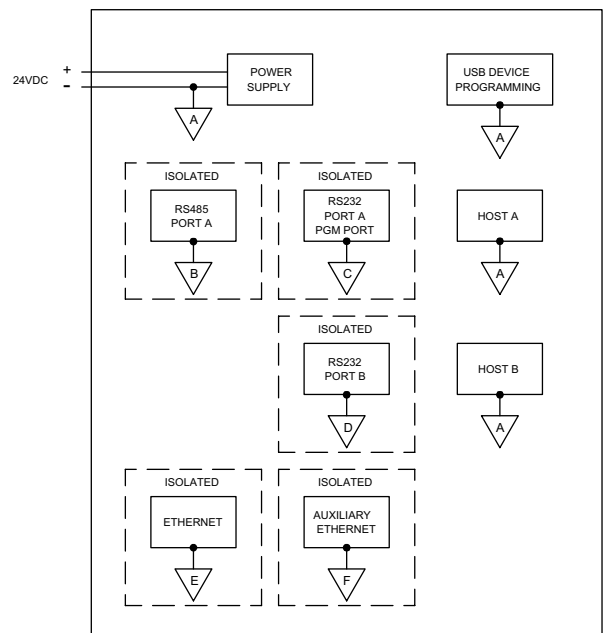 24VDC
+
-
POWER
SUPPLY
A
USB DEVICE
PROGRAMMING
A
ISOLATED
RS485
PORT A
B
ISOLATED
RS232
PORT A
PGM PORT
C
HOST A
A
ISOLATED
RS232
PORT B
D
HOST B
A
ISOLATED
ETHERNET
E
ISOLATED
AUXILIARY
ETHERNET
F